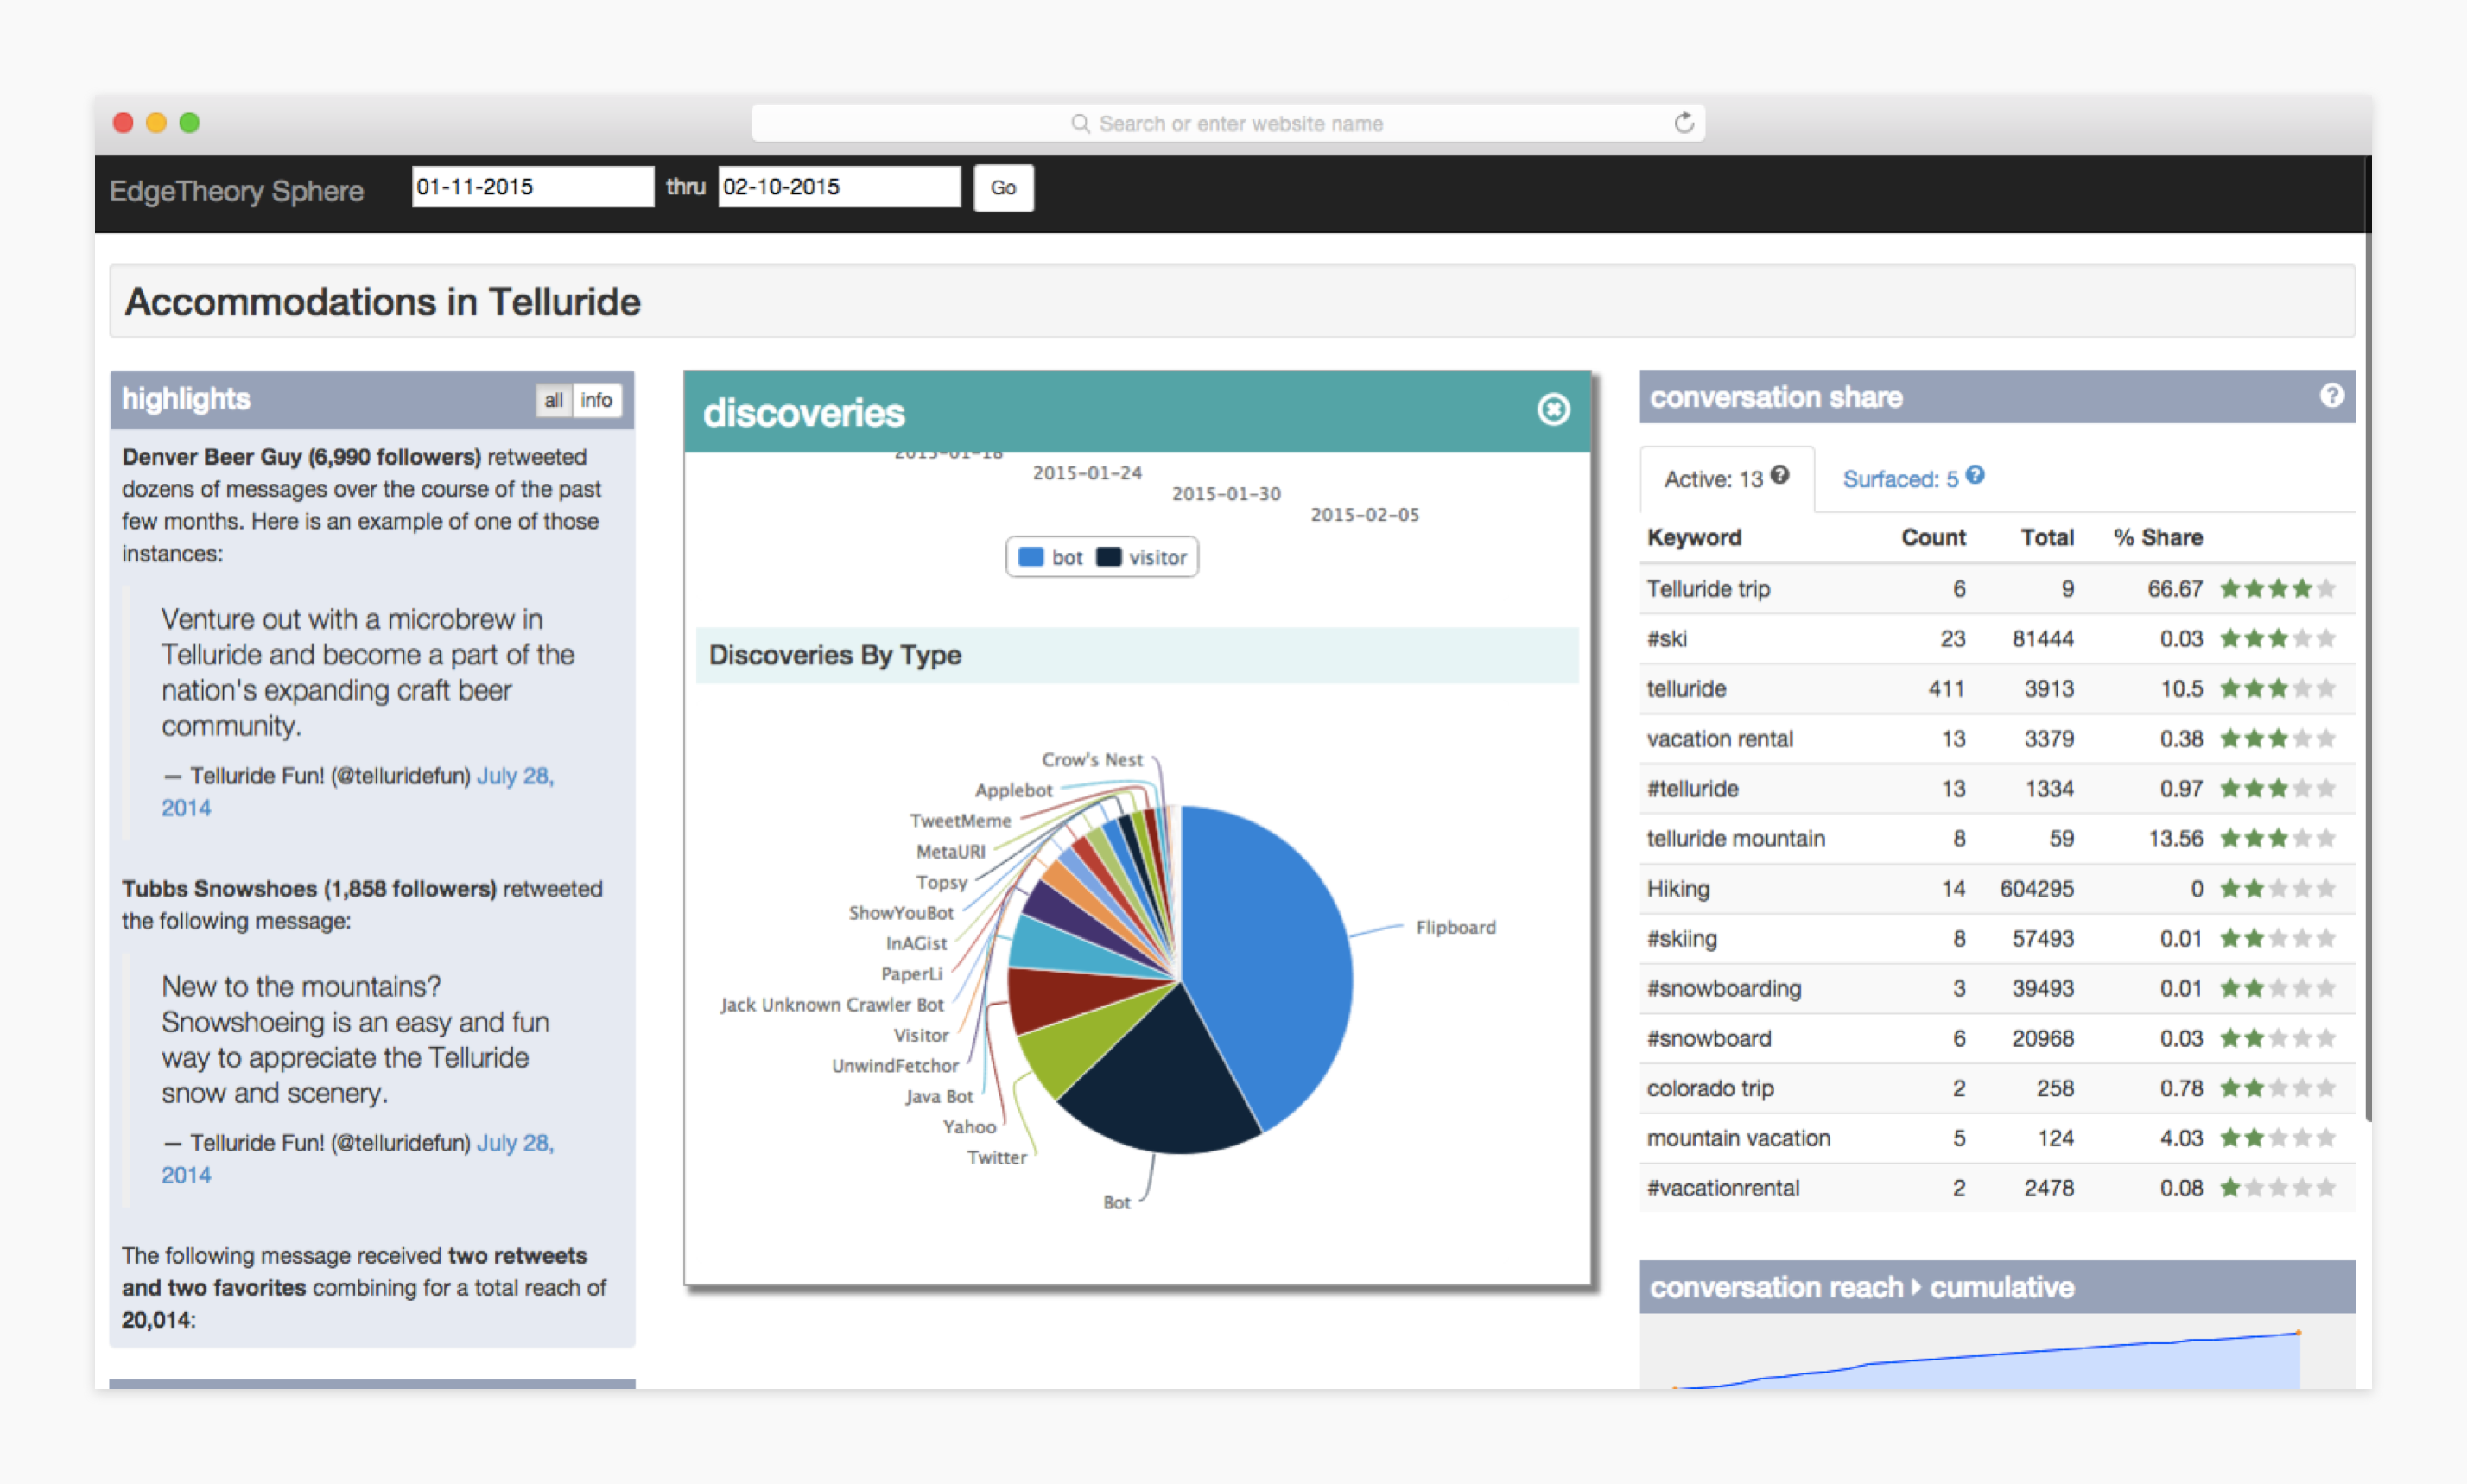 Search or enter website name
EdgeTheory Sphere
01-11-2015
thru
02-10-2015
Go
Accommodations in Telluride
highlights
all
info
Denver Beer Guy (6,990 followers) retweeted
dozens of messages over the course of the past
few months. Here is an example of one of those
instances:
Venture out with a microbrew in
Telluride and become a part of the
nation's expanding craft beer
community.
— Telluride Fun! (@telluridefun) July 28,
2014
Tubbs Snowshoes (1,858 followers) retweeted
the following message:
New to the mountains?
Snowshoeing is an easy and fun
way to appreciate the Telluride
snow and scenery.
— Telluride Fun! (@telluridefun) July 28,
2014
The following message received two retweets
and two favorites combining for a total reach of
20,014:
discoveries
2015-01-18
2015-01-24
2015-01-30
2015-02-05
bot
visitor
Discoveries By Type
Crow's Nest
Applebot
TweetMeme
MetaURI
Topsy
ShowYouBot
InAGist
PaperLi
Jack Unknown Crawler Bot
Visitor
UnwindFetchor
Java Bot
Yahoo
Twitter
Bot
Flipboard
conversation share
?
Active: 13 ?
Surfaced: 5 ?
Keyword Count Total % Share
Telluride trip 6 9 66.67
#ski 23 81444 0.03
telluride 411 3913 10.5
vacation rental 13 3379 0.38
#telluride 13 1334 0.97
telluride mountain 8 59 13.56
Hiking 14 604295 0
#skiing 8 57493 0.01
#snowboarding 3 39493 0.01
#snowboard 6 20968 0.03
colorado trip 2 258 0.78
mountain vacation 5 124 4.03
#vacationrental 2 2478 0.08
conversation reach cumulative